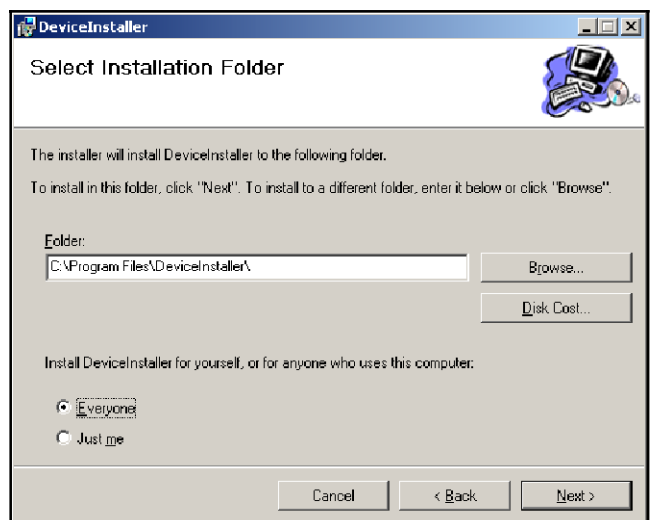 DeviceInstaller
Select Installation Folder
The installer will install DeviceInstaller to the following folder.
To install in this folder, click "Next". To install to a different folder, enter it below or click "Browse".
Folder:
C:\Program Files\DeviceInstaller\
Browse...
Disk Cost...
Install DeviceInstaller for yourself, or for anyone who uses this computer:
Everyone
Just me
Cancel
< Back
Next >